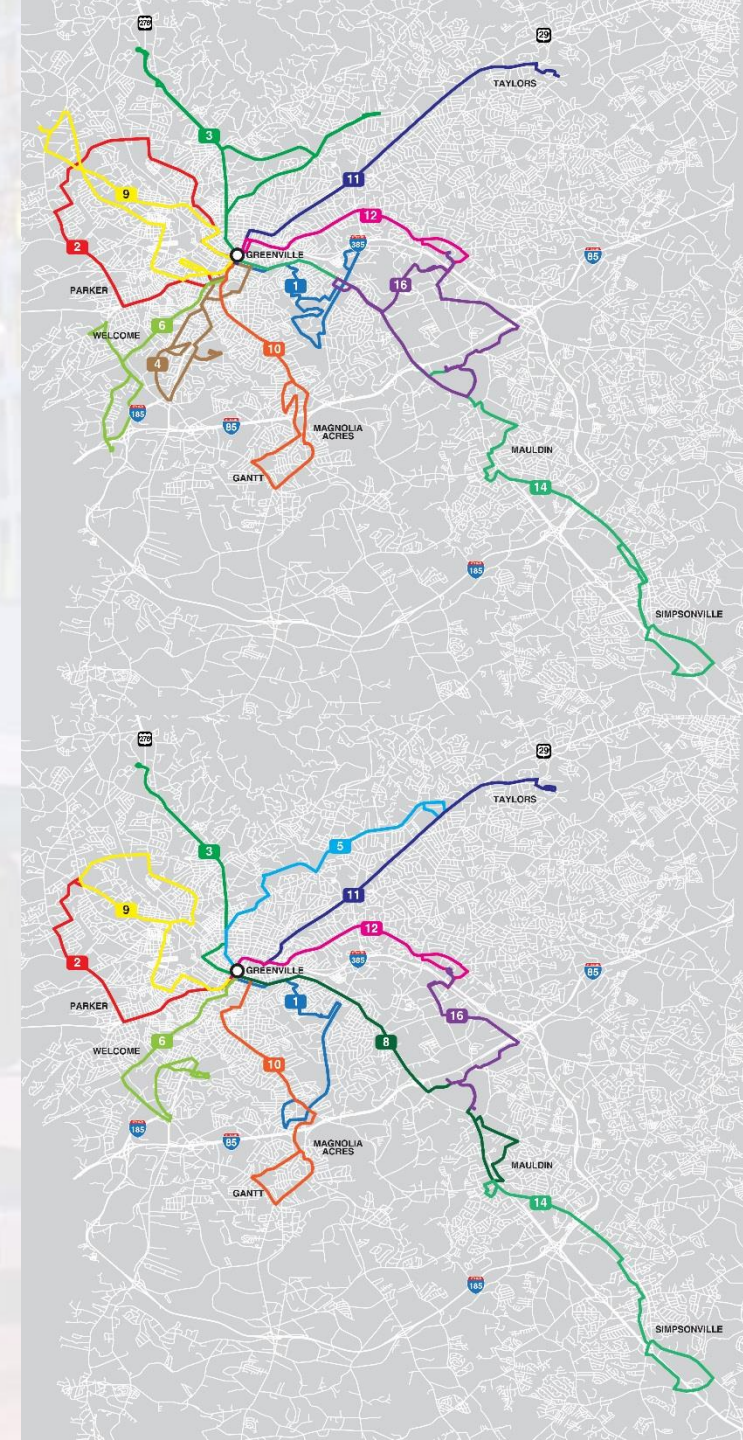 276
29
TAYLORS
3
11
9
12
2
GREENVILLE
385
85
1
16
PARKER
6
WELCOME
10
4
185
85
MAGNOLIA
ACRES
MAULDIN
GANTT
14
185
SIMPSONVILLE
276
29
TAYLORS
5
3
11
9
12
385
2
GREENVILLE
85
1
PARKER
16
6
8
WELCOME
10
185
85
MAGNOLIA
ACRES
MAULDIN
GANTT
14
185
SIMPSONVILLE